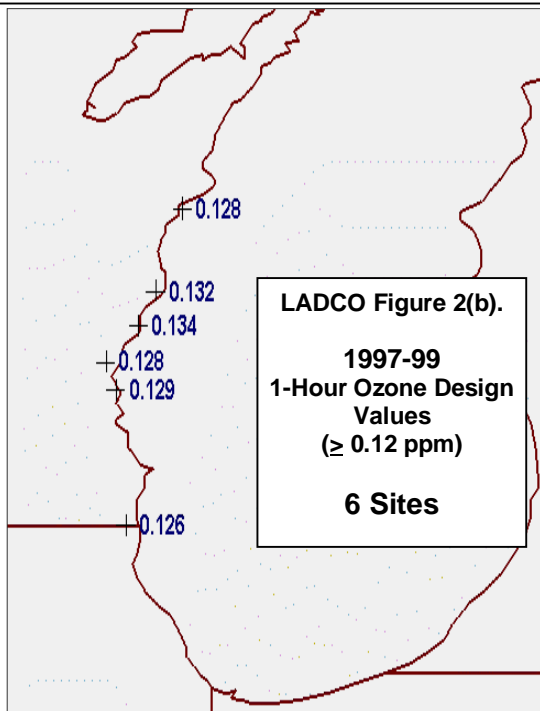 0.128
0.132
0.134
0.128
0.129
0.126
LADCO Figure 2(b).
1997-99
1-Hour Ozone Design
Values
(≥ 0.12 ppm)
6 Sites